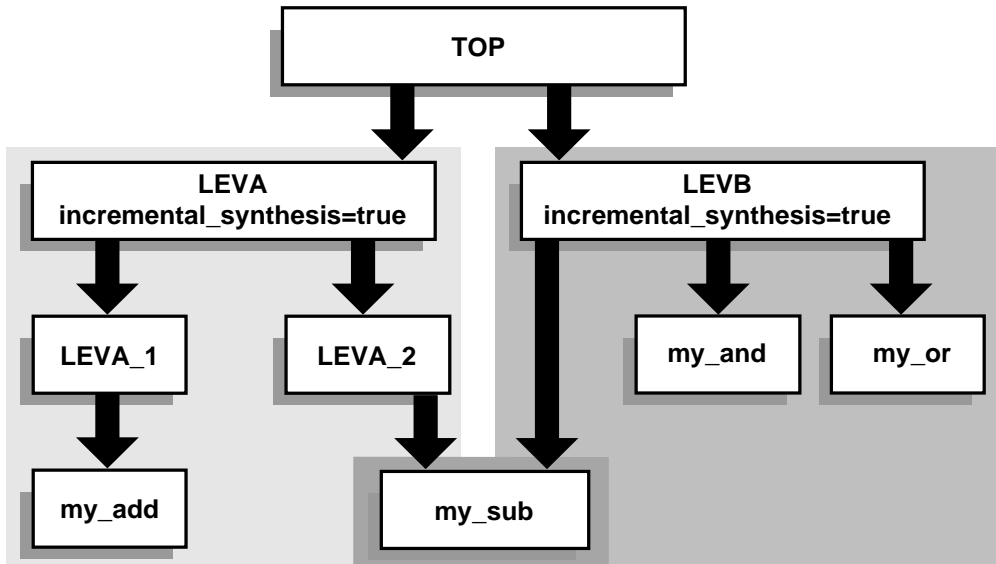 TOP
LEVA
incremental_synthesis=true
LEVB
incremental_synthesis=true
LEVA_1
LEVA_2
my_and
my_or
my_add
my_sub